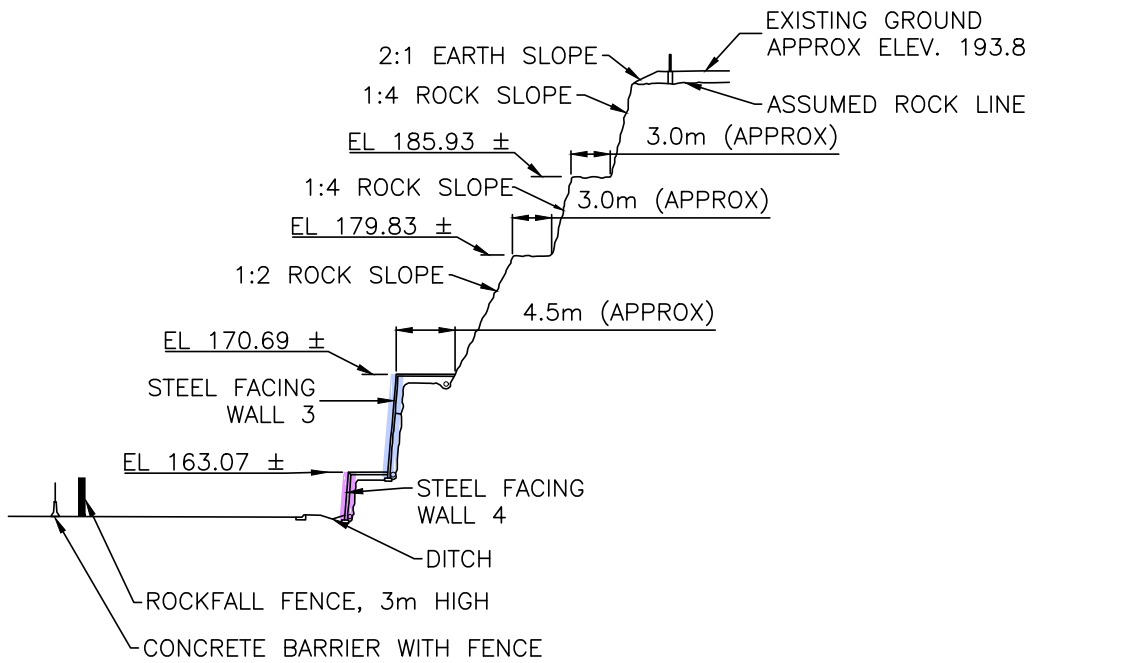 EXISTING GROUND
APPROX ELEV. 193.8
2:1 EARTH SLOPE
1:4 ROCK SLOPE
ASSUMED ROCK LINE
EL 185.93 ±
3.0m (APPROX)
1:4 ROCK SLOPE
3.0m (APPROX)
EL 179.83 ±
1:2 ROCK SLOPE
4.5m (APPROX)
EL 170.69 ±
STEEL FACING
WALL 3
EL 163.07 ±
STEEL FACING
WALL 4
DITCH
ROCKFALL FENCE, 3m HIGH
CONCRETE BARRIER WITH FENCE